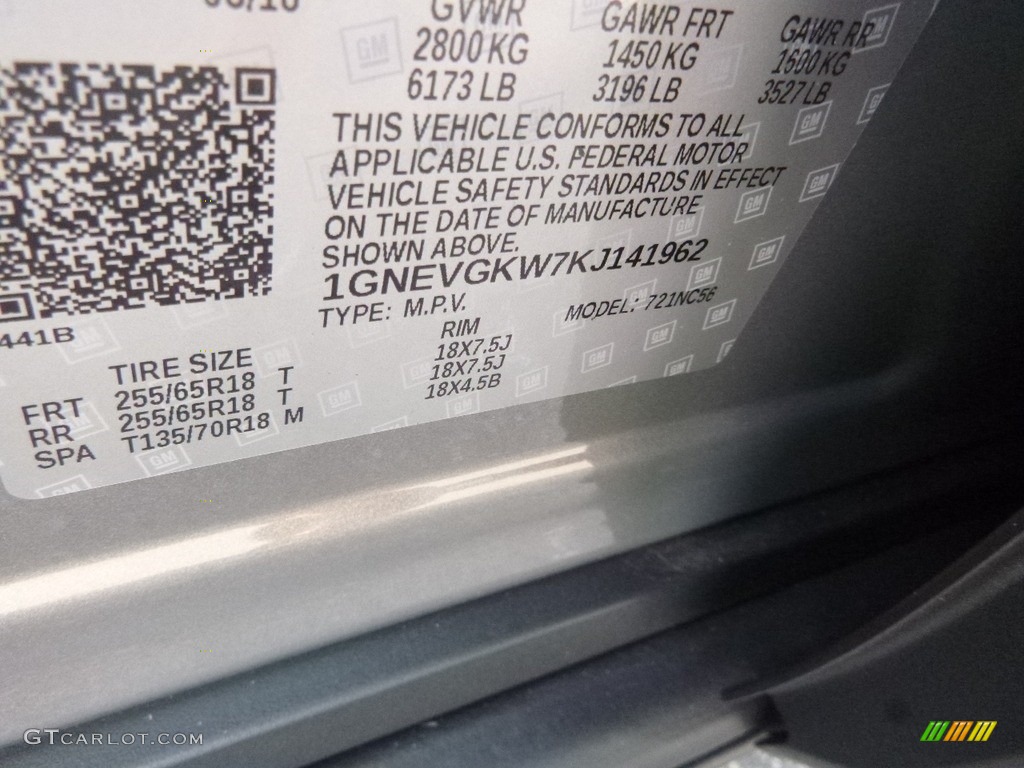 GVWR GAWR FRT GAWR RR
2800 KG 1450 KG 1600 KG
6173 LB 3196 LB 3527 LB
THIS VEHICLE CONFORMS TO ALL
APPLICABLE U.S. FEDERAL MOTOR
VEHICLE SAFETY STANDARDS IN EFFECT
ON THE DATE OF MANUFACTURE
SHOWN ABOVE.
1GNEVGKW7KJ141962
TYPE: M.P.V. MODEL: 721NC56
441B
TIRE SIZE RIM
FRT 255/65R18 T 18X7.5J
RR 255/65R18 T 18X7.5J
SPA T135/70R18 M 18X4.5B
GTCARLOT.COM